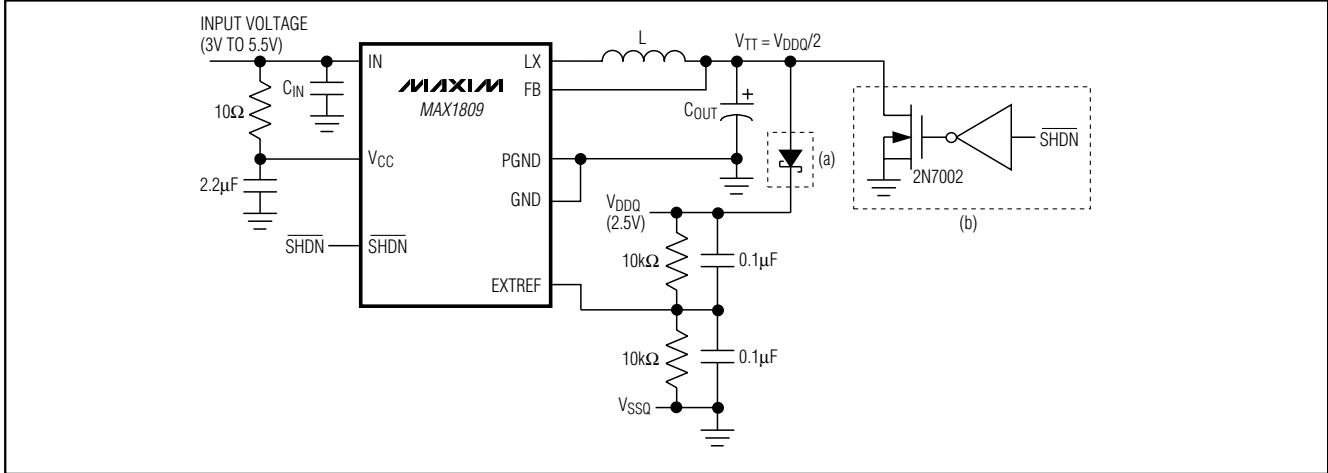 INPUT VOLTAGE
(3V TO 5.5V)
IN
LX
L
V_TT = V_DDQ/2
C_IN
MAXIM
MAX1809
FB
10Ω
C_OUT
+
V_CC
PGND
(a)
SHDN
2N7002
2.2µF
GND
V_DDQ
(2.5V)
(b)
SHDN
SHDN
10kΩ
0.1µF
EXTREF
10kΩ
0.1µF
V_SSQ